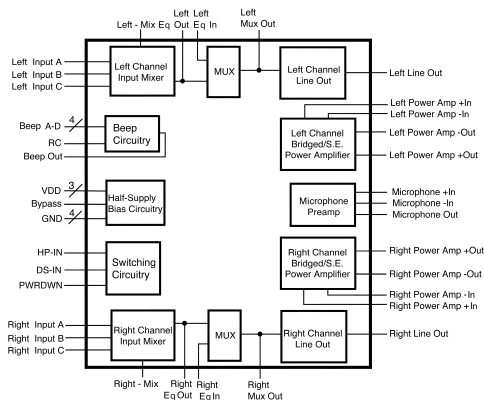 Left - Mix Eq
Left Out
Left Eq In
Left Mux Out
Left Input A
Left Input B
Left Input C
Left Channel Input Mixer
MUX
Left Channel Line Out
Left Line Out
Left Power Amp +In
Left Power Amp -In
Beep A-D
4
RC
Beep Out
Beep Circuitry
Left Channel Bridged/S.E. Power Amplifier
Left Power Amp -Out
Left Power Amp +Out
VDD
3
Bypass
GND
4
Half-Supply Bias Circuitry
Microphone Preamp
Microphone +In
Microphone -In
Microphone Out
HP-IN
DS-IN
PWRDWN
Switching Circuitry
Right Channel Bridged/S.E. Power Amplifier
Right Power Amp +Out
Right Power Amp -Out
Right Power Amp -In
Right Power Amp +In
Right Input A
Right Input B
Right Input C
Right Channel Input Mixer
MUX
Right Channel Line Out
Right Line Out
Right - Mix
Right Eq Out
Right Eq In
Right Mux Out